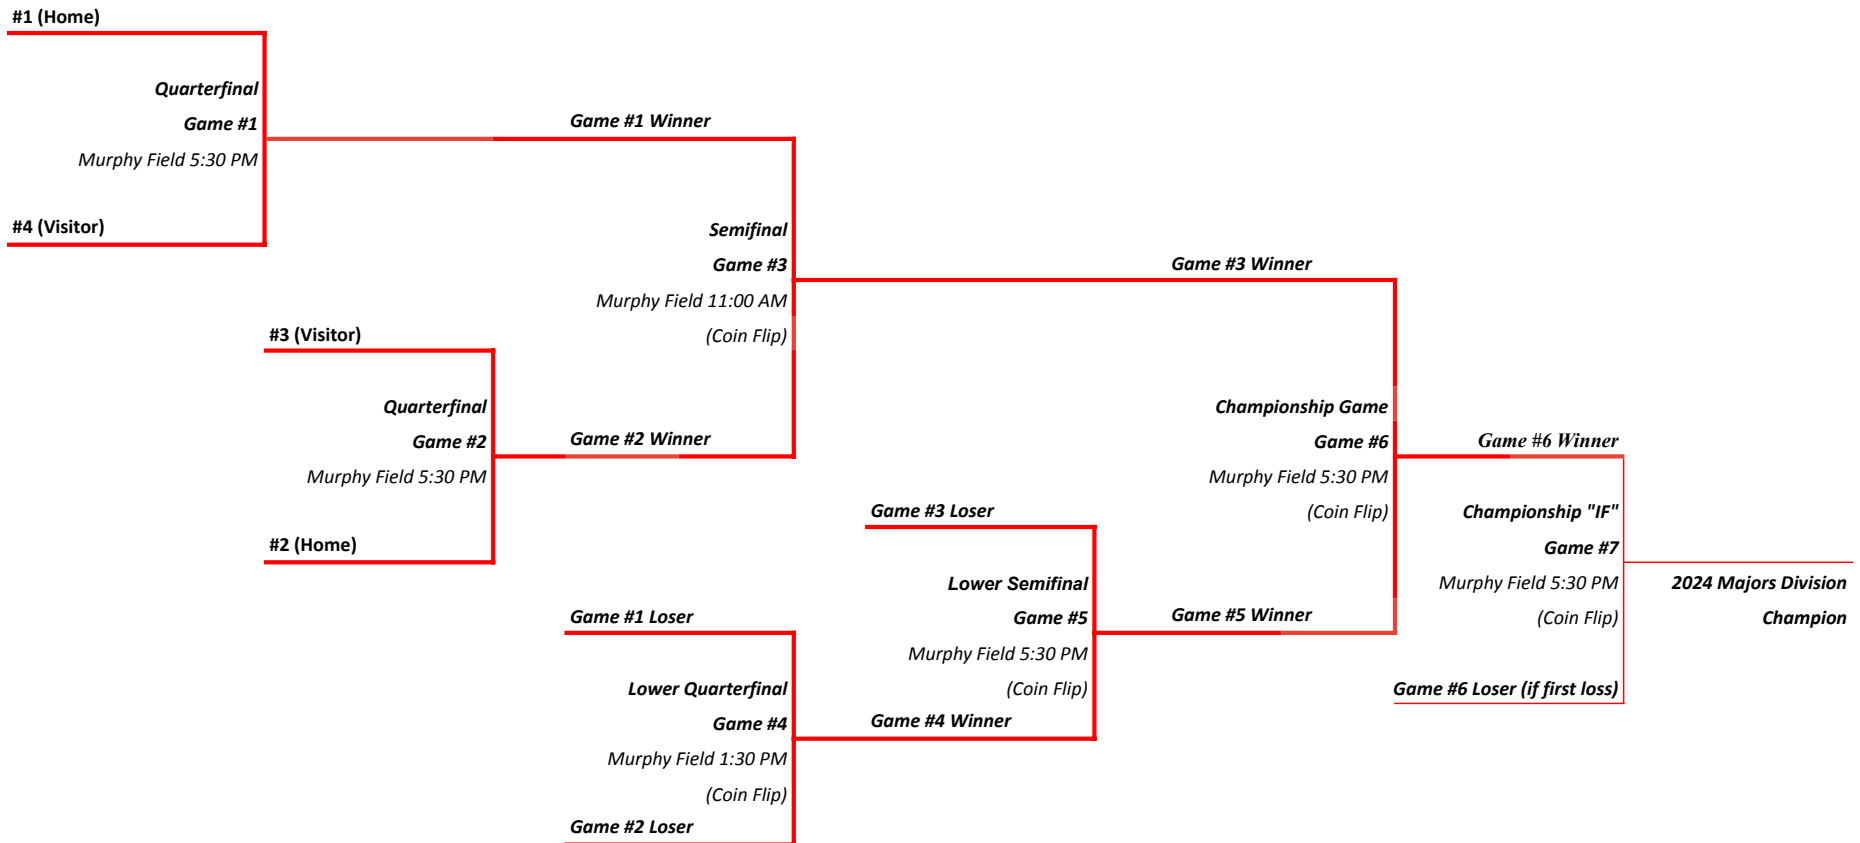 #1 (Home)
Quarterfinal
Game #1
Murphy Field 5:30 PM
#4 (Visitor)
Game #1 Winner
Semifinal
Game #3
Murphy Field 11:00 AM
(Coin Flip)
#3 (Visitor)
Quarterfinal
Game #2
Murphy Field 5:30 PM
#2 (Home)
Game #2 Winner
Game #3 Winner
Championship Game
Game #6
Murphy Field 5:30 PM
(Coin Flip)
Game #3 Loser
Lower Semifinal
Game #5
Murphy Field 5:30 PM
(Coin Flip)
Game #5 Winner
Game #1 Loser
Lower Quarterfinal
Game #4
Murphy Field 1:30 PM
(Coin Flip)
Game #2 Loser
Game #4 Winner
Game #6 Winner
Championship "IF"
Game #7
Murphy Field 5:30 PM
(Coin Flip)
Game #6 Loser (if first loss)
2024 Majors Division
Champion